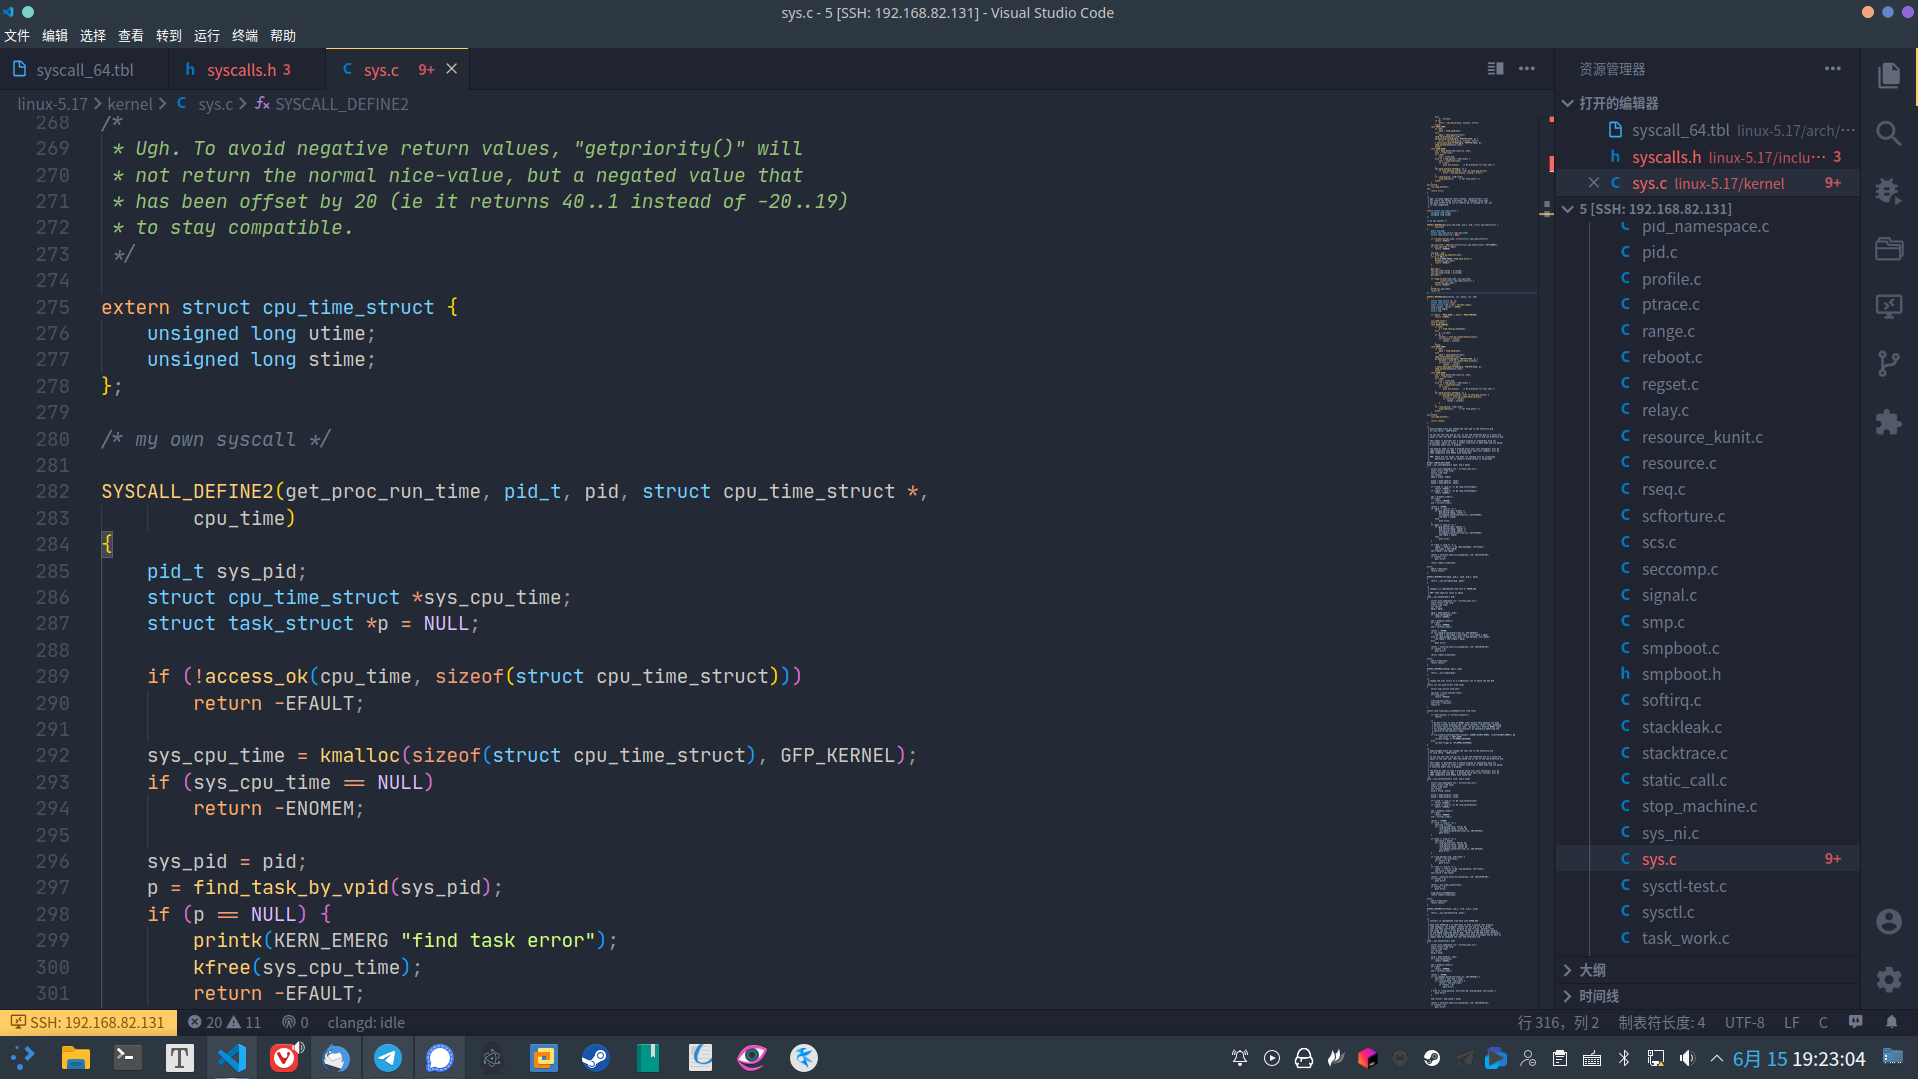 sys.c - 5 [SSH: 192.168.82.131] - Visual Studio Code
文件 编辑 选择 查看 转到 运行 终端 帮助
syscall_64.tbl
h syscalls.h 3
C sys.c 9+
linux-5.17 > kernel > C sys.c > SYSCALL_DEFINE2
268 /*
269 * Ugh. To avoid negative return values, "getpriority()" will
270 * not return the normal nice-value, but a negated value that
271 * has been offset by 20 (ie it returns 40..1 instead of -20..19)
272 * to stay compatible.
273 */
274
275 extern struct cpu_time_struct {
276 unsigned long utime;
277 unsigned long stime;
278 };
279
280 /* my own syscall */
281
282 SYSCALL_DEFINE2(get_proc_run_time, pid_t, pid, struct cpu_time_struct *,
283 cpu_time)
284 {
285 pid_t sys_pid;
286 struct cpu_time_struct *sys_cpu_time;
287 struct task_struct *p = NULL;
288
289 if (!access_ok(cpu_time, sizeof(struct cpu_time_struct)))
290 return -EFAULT;
291
292 sys_cpu_time = kmalloc(sizeof(struct cpu_time_struct), GFP_KERNEL);
293 if (sys_cpu_time == NULL)
294 return -ENOMEM;
295
296 sys_pid = pid;
297 p = find_task_by_vpid(sys_pid);
298 if (p == NULL) {
299 printk(KERN_EMERG "find task error");
300 kfree(sys_cpu_time);
301 return -EFAULT;
资源管理器
打开的编辑器
syscall_64.tbl linux-5.17/arch/···
h syscalls.h linux-5.17/inclu··· 3
C sys.c linux-5.17/kernel 9+
5 [SSH: 192.168.82.131]
C pid_namespace.c
C pid.c
C profile.c
C ptrace.c
C range.c
C reboot.c
C regset.c
C relay.c
C resource_kunit.c
C resource.c
C rseq.c
C scftorture.c
C scs.c
C seccomp.c
C signal.c
C smp.c
C smpboot.c
h smpboot.h
C softirq.c
C stackleak.c
C stacktrace.c
C static_call.c
C stop_machine.c
C sys_ni.c
C sys.c 9+
C sysctl-test.c
C sysctl.c
C task_work.c
大纲
时间线
SSH: 192.168.82.131 20 11 0 clangd: idle
行 316，列 2 制表符长度: 4 UTF-8 LF C
6月 15 19:23:04